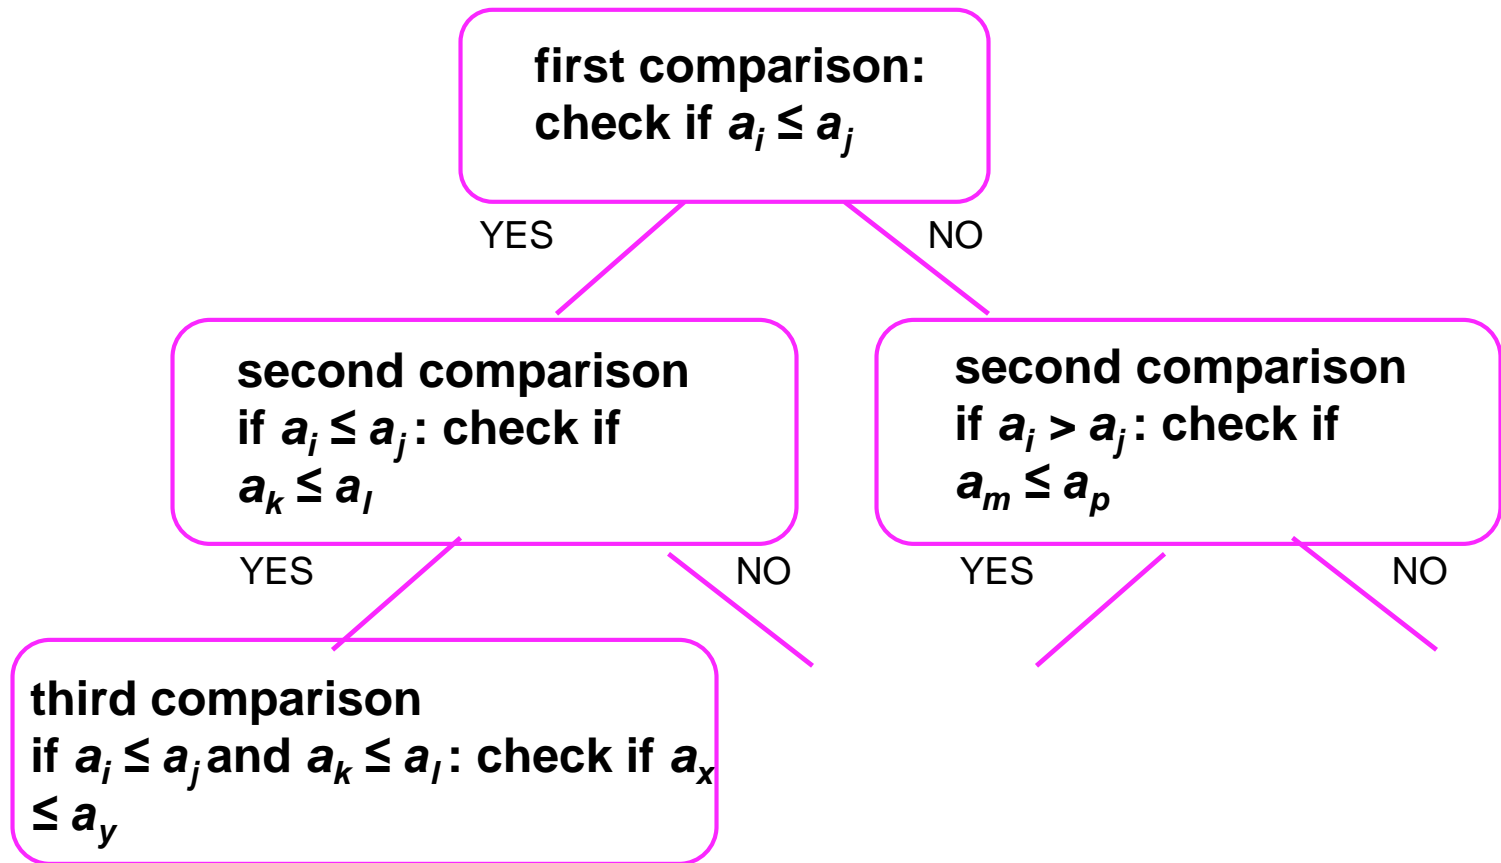 first comparison:
check if a_i ≤ a_j
YES
NO
second comparison
if a_i ≤ a_j : check if
a_k ≤ a_l
second comparison
if a_i > a_j : check if
a_m ≤ a_p
YES
NO
YES
NO
third comparison
if a_i ≤ a_j and a_k ≤ a_l : check if a_x
≤ a_y